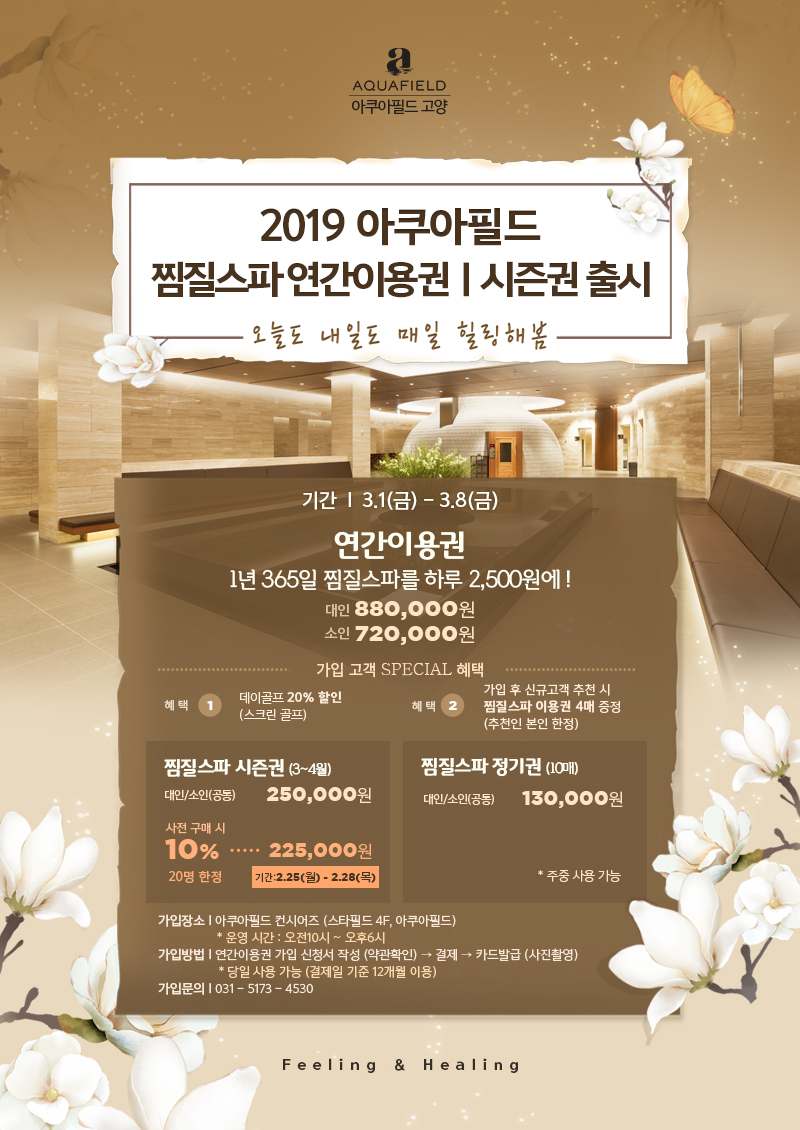 a
AQUAFIELD
아쿠아필드 고양
2019 아쿠아필드
찜질스파 연간이용권 | 시즌권 출시
오늘도 내일도 매일 힐링해봄
기간 | 3.1(금) - 3.8(금)
연간이용권
1년 365일 찜질스파를 하루 2,500원에!
대인 880,000원
소인 720,000원
가입 고객 SPECIAL 혜택
혜택 1 데이골프 20% 할인
(스크린 골프)
혜택 2 가입 후 신규고객 추천 시
찜질스파 이용권 4매 증정
(추천인 본인 한정)
찜질스파 시즌권 (3~4월)
대인/소인(공통) 250,000원
사전 구매 시
10% ····· 225,000원
20명 한정 기간:2.25(월) - 2.28(목)
찜질스파 정기권 (10매)
대인/소인(공통) 130,000원
* 주중 사용 가능
가입장소 | 아쿠아필드 컨시어즈 (스타필드 4F, 아쿠아필드)
* 운영 시간 : 오전10시 ~ 오후6시
가입방법 | 연간이용권 가입 신청서 작성 (약관확인) → 결제 → 카드발급 (사진촬영)
* 당일 사용 가능 (결제일 기준 12개월 이용)
가입문의 | 031 - 5173 - 4530
Feeling & Healing